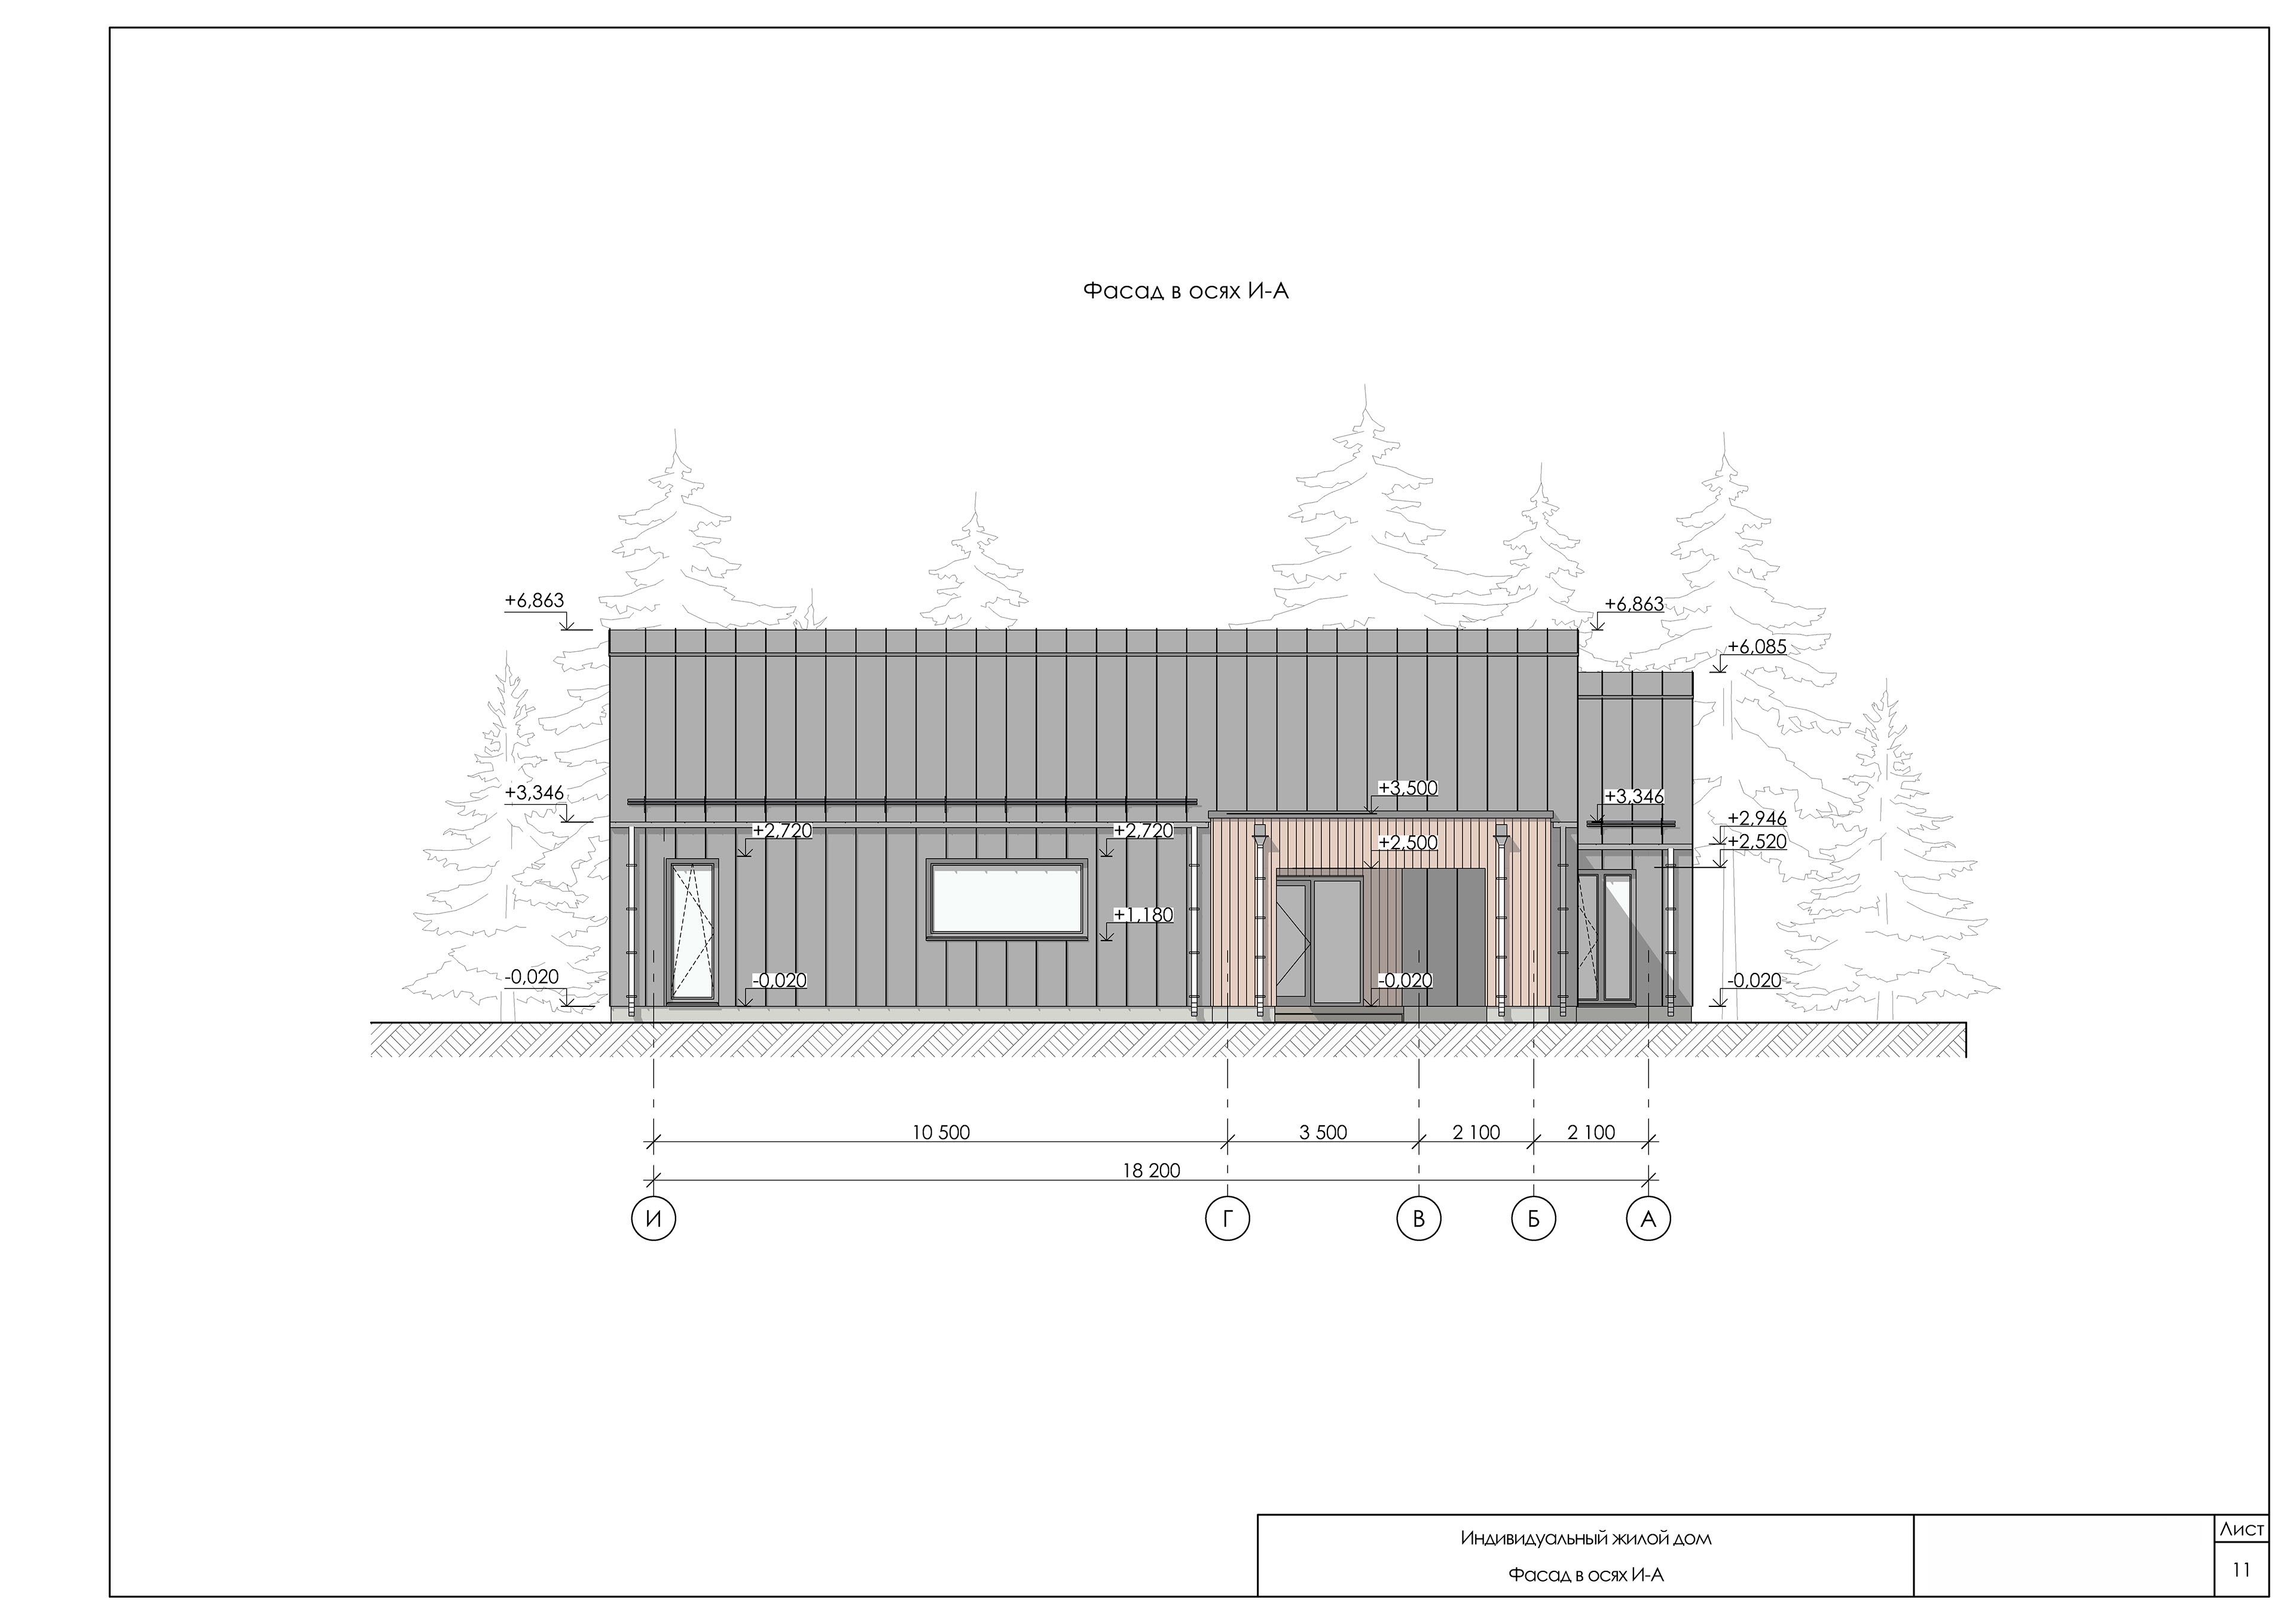 Фасад в осях И-А
+6,863
+6,863
+6,085
+3,346
+3,500
+3,346
+2,946
+2,720
+2,720
+2,500
+2,520
+1,180
-0,020
-0,020
-0,020
-0,020
10 500
3 500
2 100
2 100
18 200
И
Г
В
Б
А
Индивидуальный жилой дом
Фасад в осях И-А
Лист
11